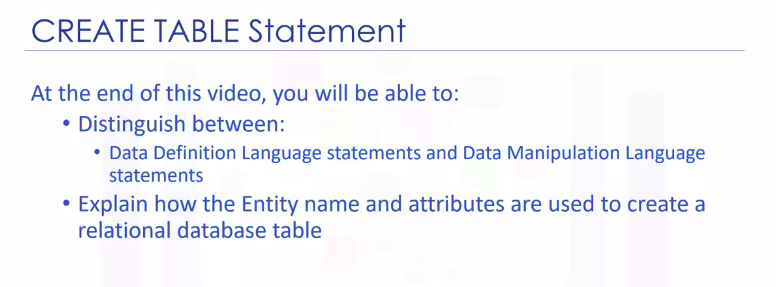 CREATE TABLE Statement
At the end of this video, you will be able to:
• Distinguish between:
• Data Definition Language statements and Data Manipulation Language
statements
• Explain how the Entity name and attributes are used to create a
relational database table